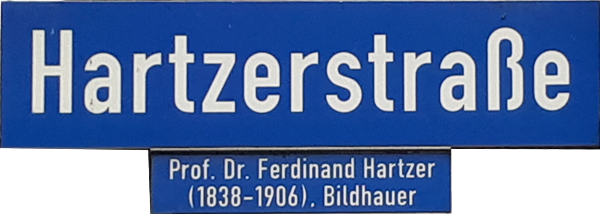 Hartzerstraße
Prof. Dr. Ferdinand Hartzer
(1838-1906), Bildhauer